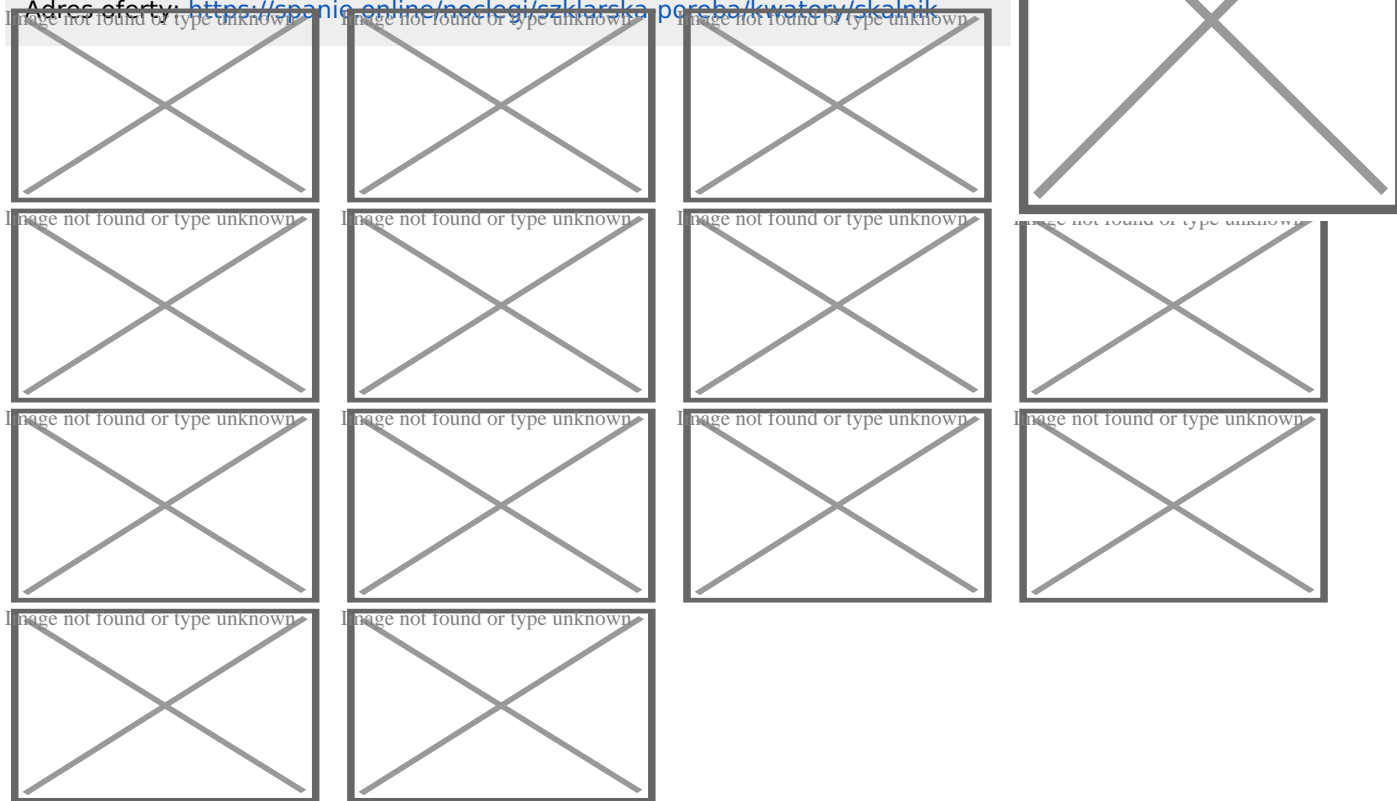 Adres oferty: https://spanie.online/noclegi/szklarska-poreba/kwatery/skalnik
Image not found or type unknown Image not found or type unknown Image not found or type unknown
Image not found or type unknown Image not found or type unknown Image not found or type unknown Image not found or type unknown
Image not found or type unknown Image not found or type unknown Image not found or type unknown Image not found or type unknown
Image not found or type unknown Image not found or type unknown